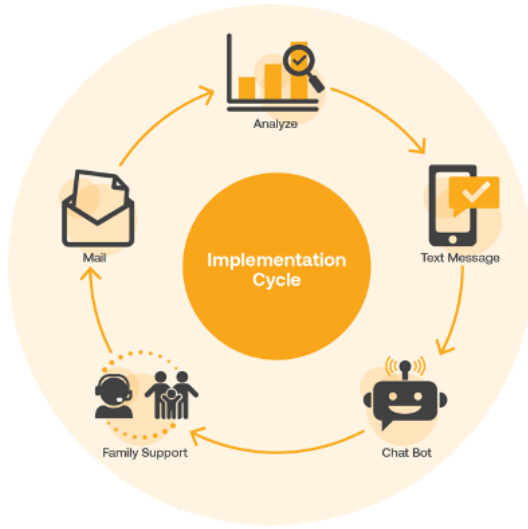 Analyze
Text Message
Chat Bot
Family Support
Mail
Implementation
Cycle